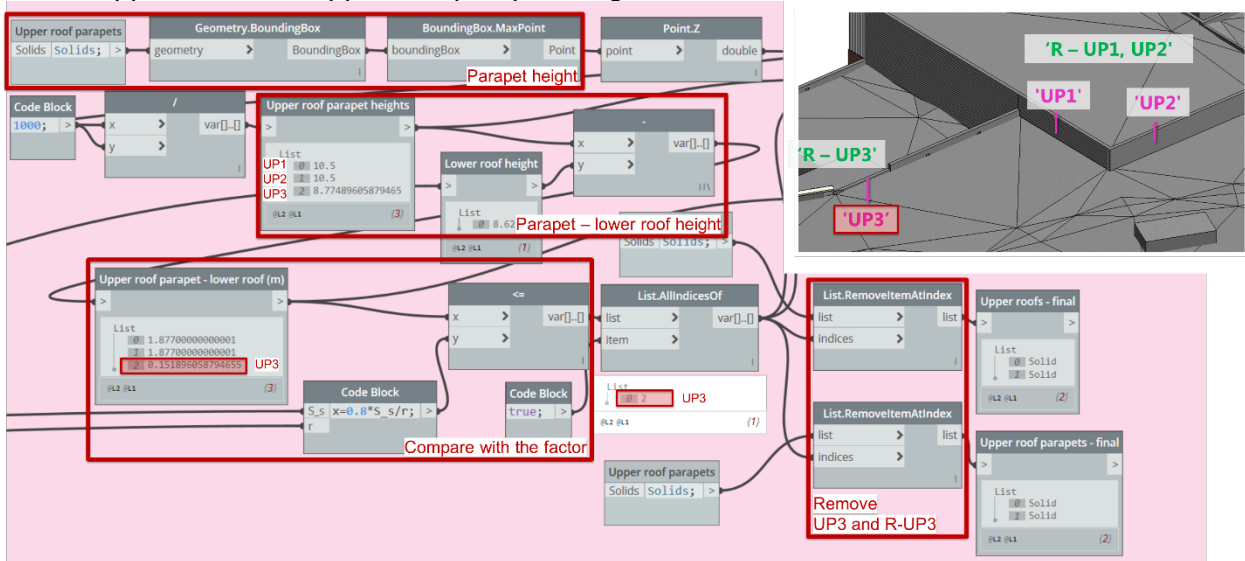 Upper roof parapets
Solids Solids; >
Geometry.BoundingBox
geometry > BoundingBox
BoundingBox.MaxPoint
boundingBox > Point
Point.Z
point > double
Parapet height
Code Block
1000; >
/
x > var[]..[]
y >
Upper roof parapet heights
> >
List
UP1 0 10.5
UP2 1 10.5
UP3 2 8.77489605879465
@L2 @L1 {3}
Lower roof height
> >
List
0 8.62
@L2 @L1 {1}
-
x > var[]..[]
y >
Parapet – lower roof height
Solids Solids; >
'R – UP1, UP2'
'UP1'
'UP2'
'R – UP3'
'UP3'
Upper roof parapet - lower roof (m)
> >
List
0 1.87700000000001
1 1.87700000000001
2 0.151896058794655 UP3
@L2 @L1 {3}
<=
x > var[]..[]
y >
Code Block
S_s x=0.8*S_s/r; >
r
Code Block
true; >
Compare with the factor
List.AllIndicesOf
list > var[]..[]
item >
List
0 2 UP3
@L2 @L1 {1}
Upper roof parapets
Solids Solids; >
List.RemoveItemAtIndex
list > list
indices >
List.RemoveItemAtIndex
list > list
indices >
Remove
UP3 and R-UP3
Upper roofs - final
> >
List
0 Solid
1 Solid
@L2 @L1 {2}
Upper roof parapets - final
> >
List
0 Solid
1 Solid
@L2 @L1 {2}